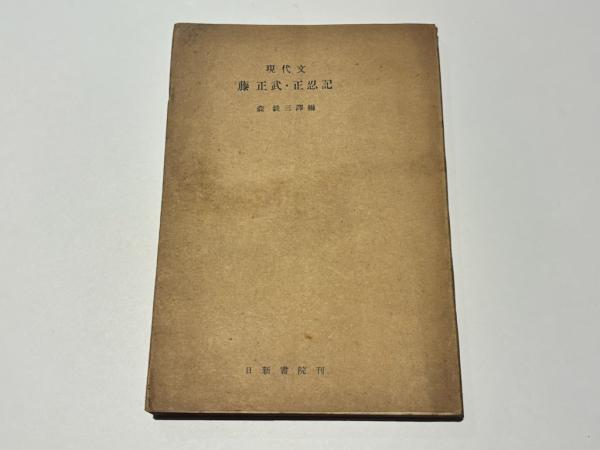 現代文
藤 正武・正忍記
森 銑三譯編
日新書院刊